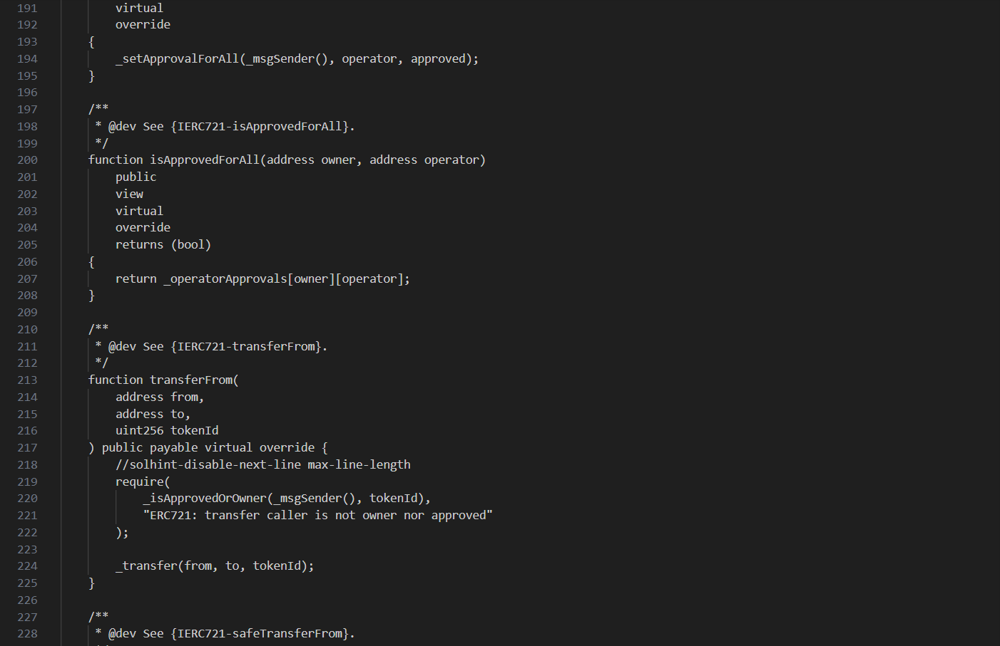 191 virtual
192 override
193 {
194 _setApprovalForAll(_msgSender(), operator, approved);
195 }
196
197 /**
198 * @dev See {IERC721-isApprovedForAll}.
199 */
200 function isApprovedForAll(address owner, address operator)
201 public
202 view
203 virtual
204 override
205 returns (bool)
206 {
207 return _operatorApprovals[owner][operator];
208 }
209
210 /**
211 * @dev See {IERC721-transferFrom}.
212 */
213 function transferFrom(
214 address from,
215 address to,
216 uint256 tokenId
217 ) public payable virtual override {
218 //solhint-disable-next-line max-line-length
219 require(
220 _isApprovedOrOwner(_msgSender(), tokenId),
221 "ERC721: transfer caller is not owner nor approved"
222 );
223
224 _transfer(from, to, tokenId);
225 }
226
227 /**
228 * @dev See {IERC721-safeTransferFrom}.